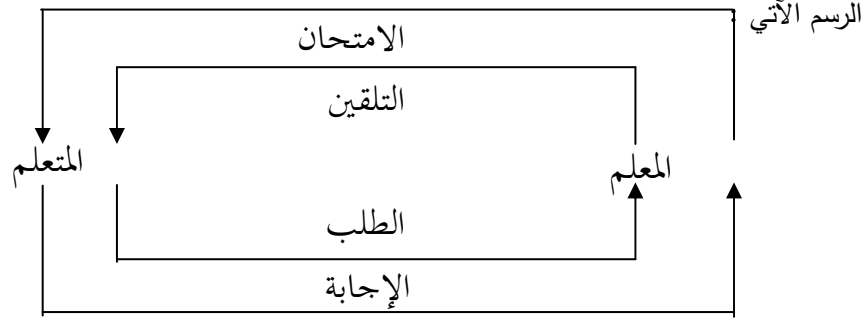 الرسم الآتي :
الامتحان
التلقين
المعلم
المتعلم
الطلب
الإجابة